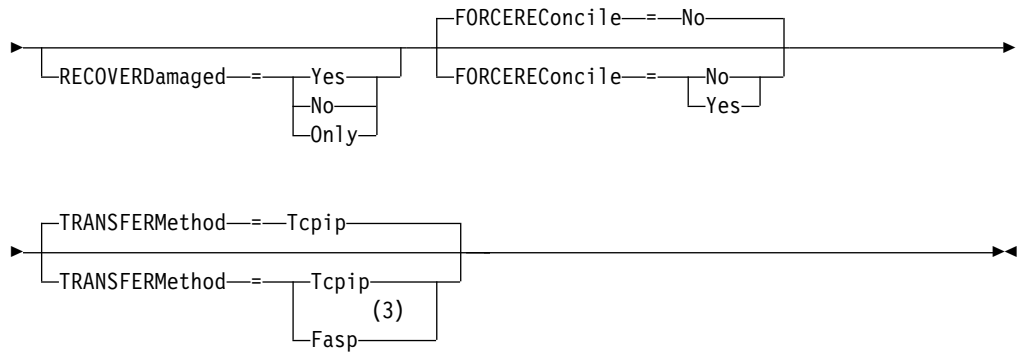 FORCEREConcile = No
RECOVERDamaged = Yes FORCEREConcile = No
No Yes
Only
TRANSFERMethod = Tcpip
TRANSFERMethod = Tcpip
(3)
Fasp